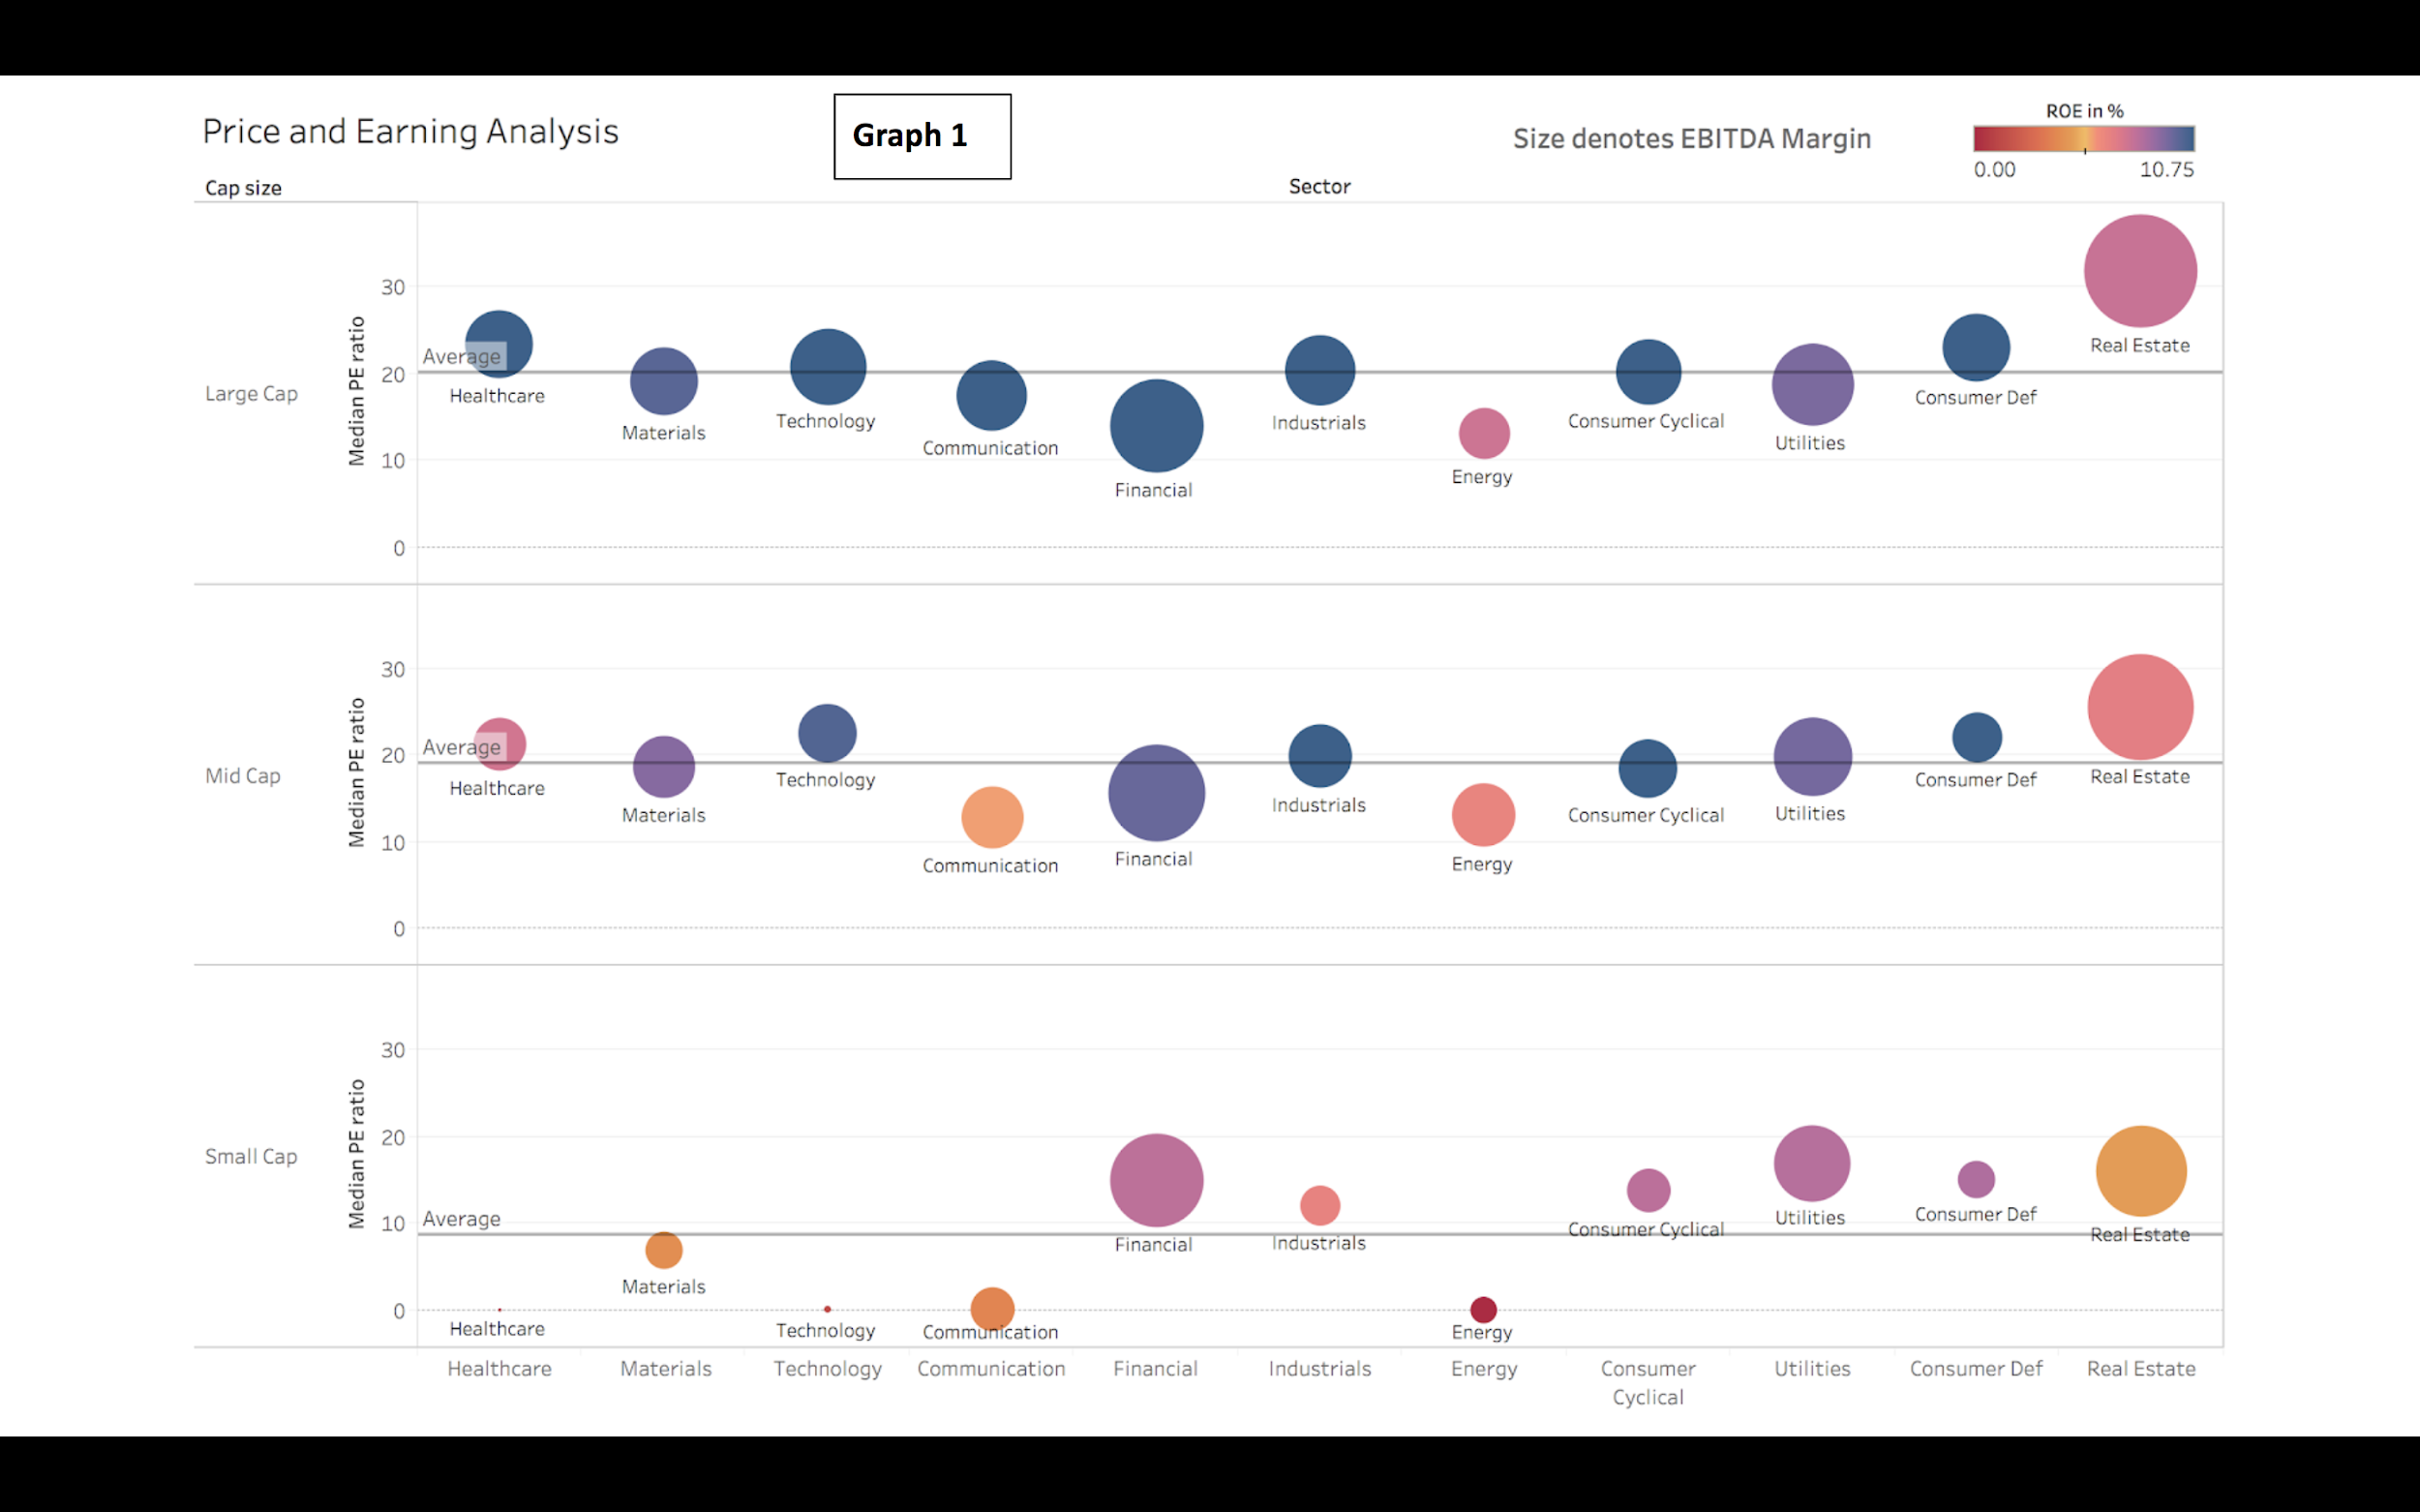 Price and Earning Analysis
Graph 1
Size denotes EBITDA Margin
ROE in %
0.00 10.75
Cap size
Sector
Large Cap
Median PE ratio
30
20
10
0
Average
Healthcare
Materials
Technology
Communication
Financial
Industrials
Energy
Consumer Cyclical
Utilities
Consumer Def
Real Estate
Mid Cap
Median PE ratio
30
20
10
0
Average
Healthcare
Materials
Technology
Communication
Financial
Industrials
Energy
Consumer Cyclical
Utilities
Consumer Def
Real Estate
Small Cap
Median PE ratio
30
20
10
0
Average
Healthcare
Materials
Technology
Communication
Financial
Industrials
Energy
Consumer Cyclical
Utilities
Consumer Def
Real Estate
Healthcare
Materials
Technology
Communication
Financial
Industrials
Energy
Consumer
Cyclical
Utilities
Consumer Def
Real Estate